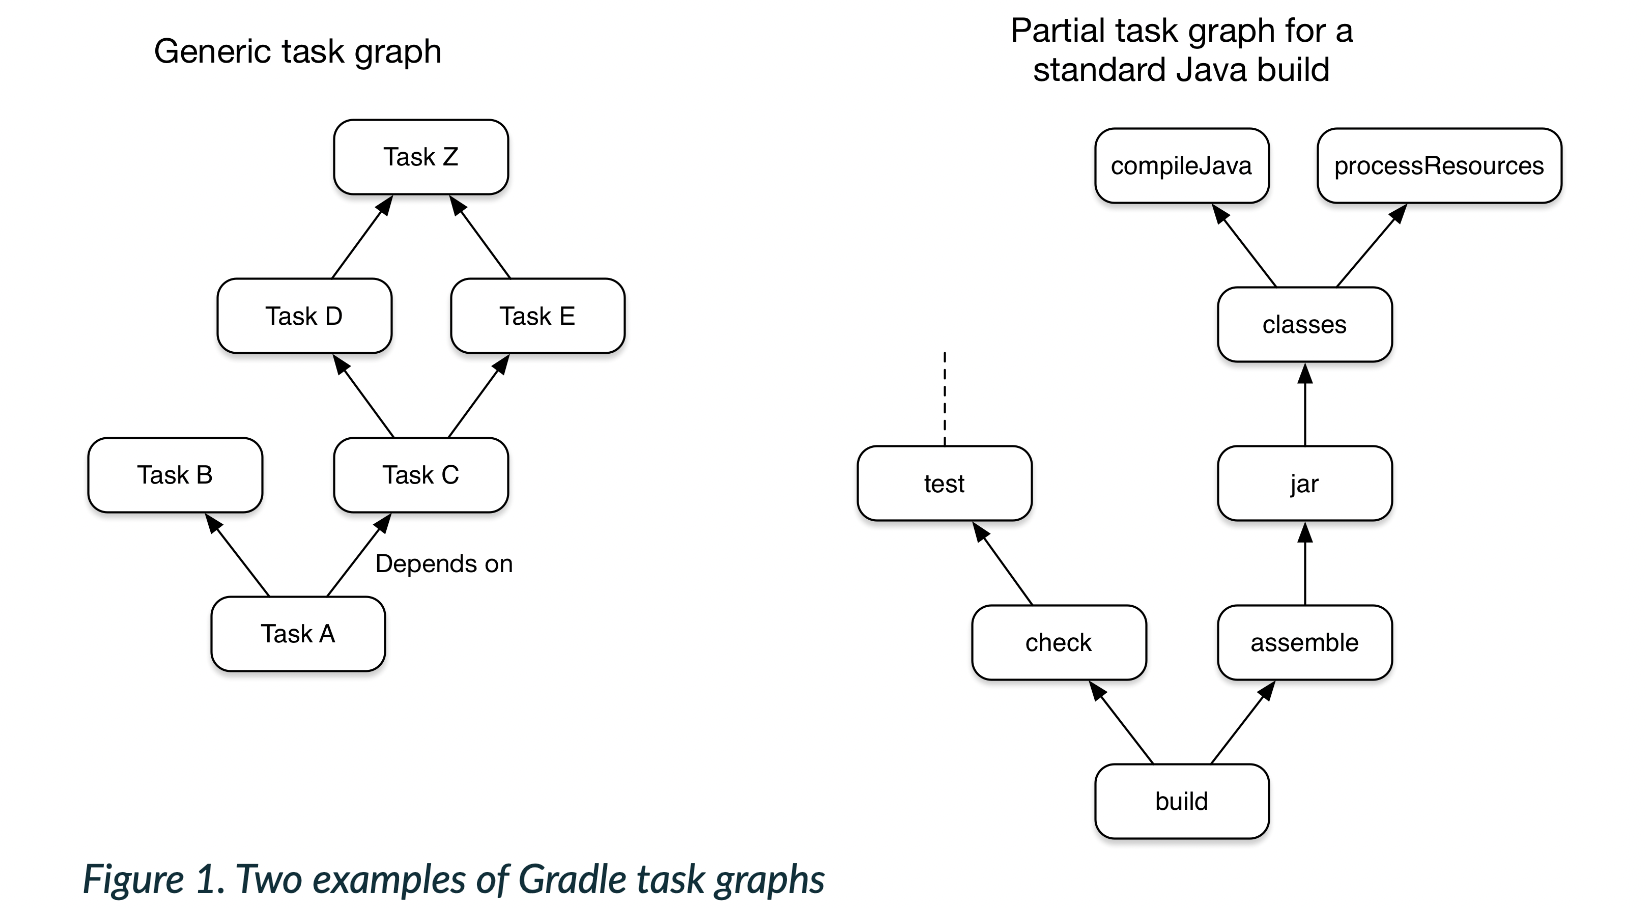 Generic task graph
Task Z
Task D
Task E
Task B
Task C
Depends on
Task A
Partial task graph for a
standard Java build
compileJava
processResources
classes
test
jar
check
assemble
build
Figure 1. Two examples of Gradle task graphs